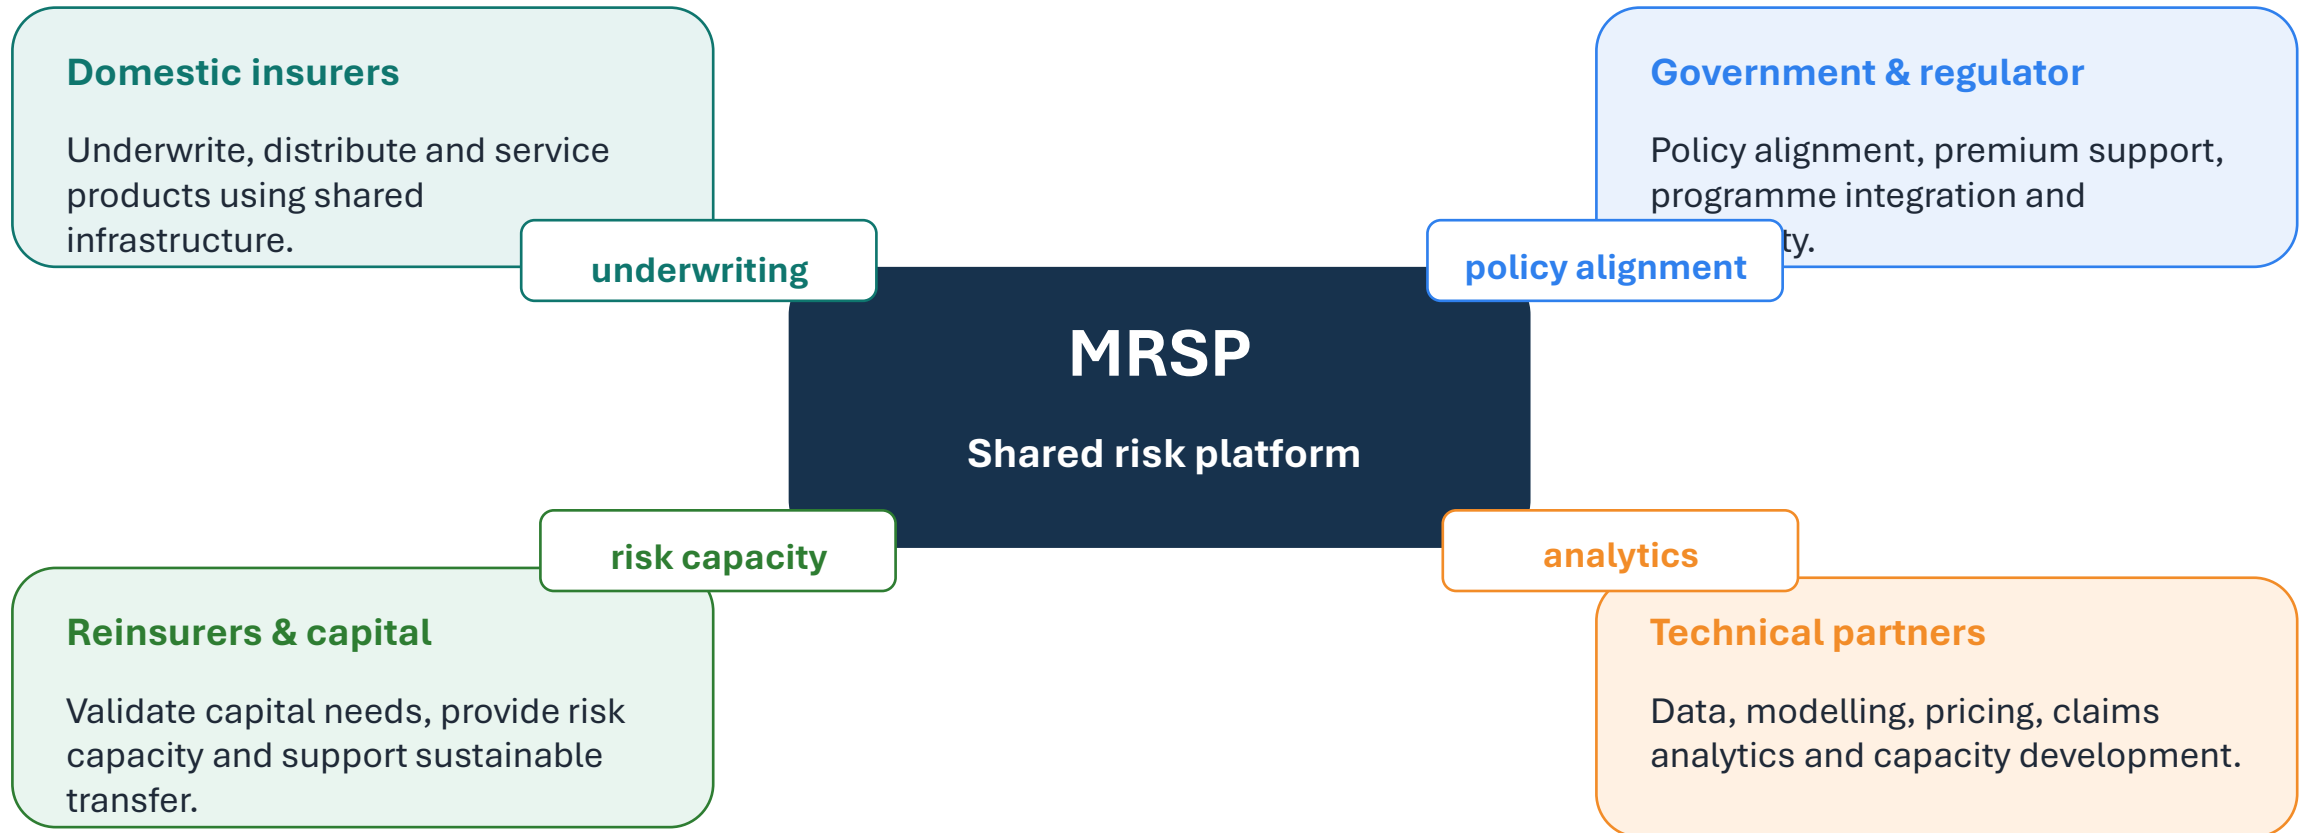 Domestic insurers
Underwrite, distribute and service
products using shared
infrastructure.
underwriting
Government & regulator
Policy alignment, premium support,
programme integration and
ty.
policy alignment
MRSP
Shared risk platform
risk capacity
analytics
Reinsurers & capital
Validate capital needs, provide risk
capacity and support sustainable
transfer.
Technical partners
Data, modelling, pricing, claims
analytics and capacity development.